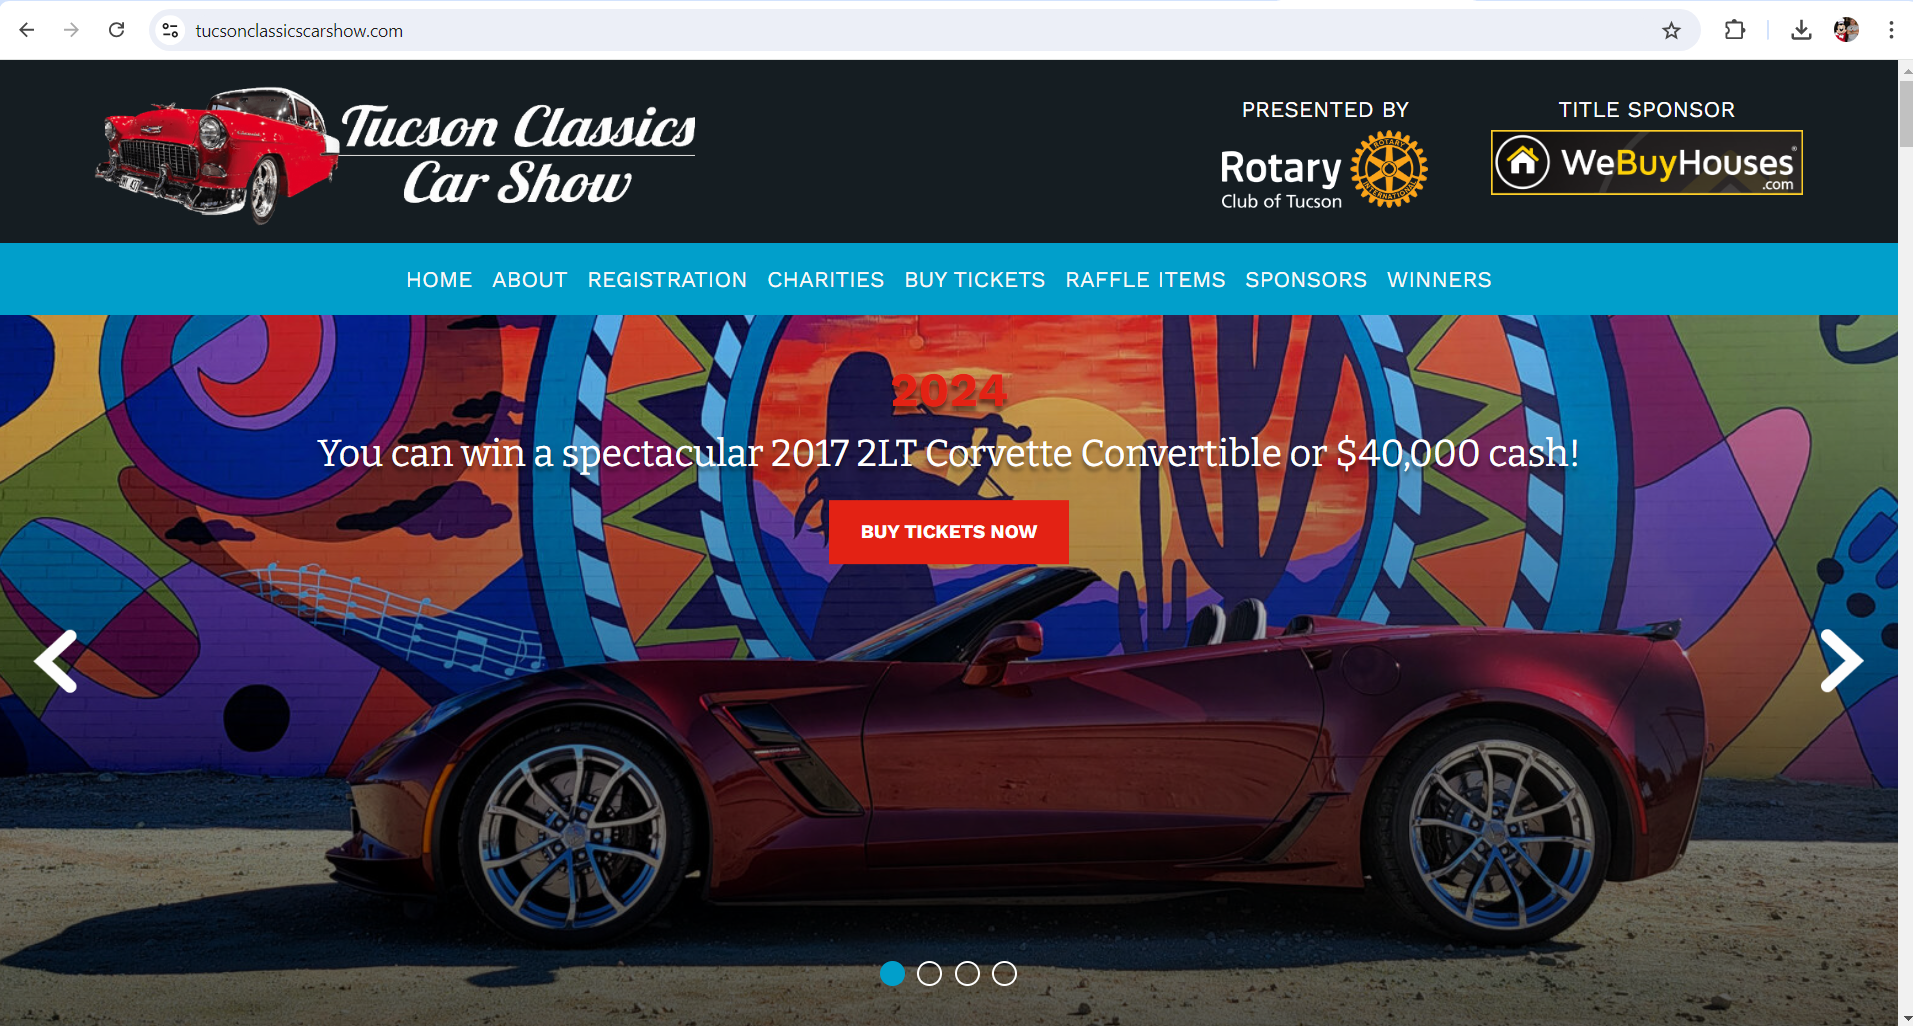 tucsonclassicscarshow.com
Tucson Classics
Car Show
PRESENTED BY
Rotary
Club of Tucson
ROTARY
INTERNATIONAL
TITLE SPONSOR
WeBuyHouses®
.com
HOME ABOUT REGISTRATION CHARITIES BUY TICKETS RAFFLE ITEMS SPONSORS WINNERS
2024
You can win a spectacular 2017 2LT Corvette Convertible or $40,000 cash!
BUY TICKETS NOW